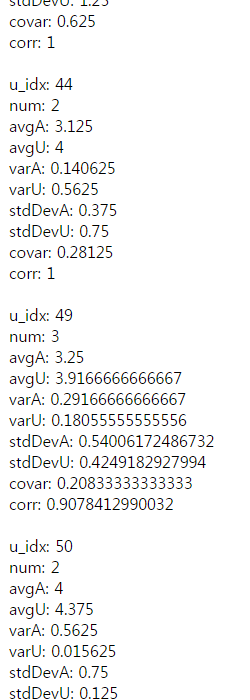 stdDevU: 1.25
covar: 0.625
corr: 1

u_idx: 44
num: 2
avgA: 3.125
avgU: 4
varA: 0.140625
varU: 0.5625
stdDevA: 0.375
stdDevU: 0.75
covar: 0.28125
corr: 1

u_idx: 49
num: 3
avgA: 3.25
avgU: 3.9166666666667
varA: 0.29166666666667
varU: 0.18055555555556
stdDevA: 0.54006172486732
stdDevU: 0.4249182927994
covar: 0.20833333333333
corr: 0.9078412990032

u_idx: 50
num: 2
avgA: 4
avgU: 4.375
varA: 0.5625
varU: 0.015625
stdDevA: 0.75
stdDevU: 0.125